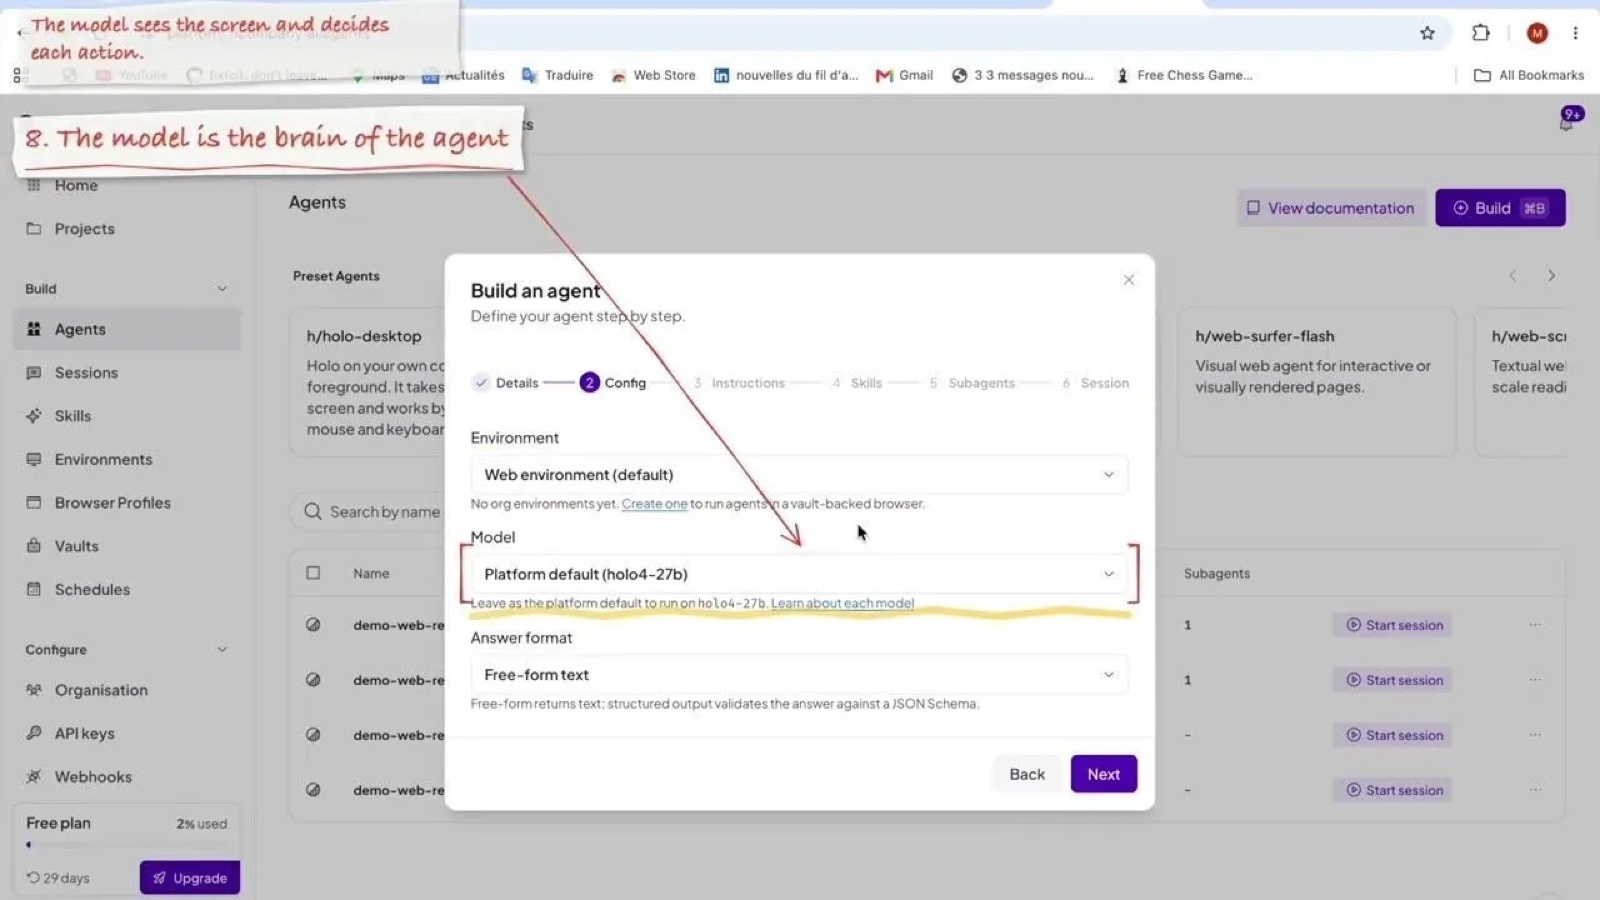 The model sees the screen and decides
each action.
YouTube
Maps
Actualités
Traduire
Web Store
nouvelles du fil d'a...
Gmail
3 3 messages nou...
Free Chess Game...
All Bookmarks
M
9+
8. The model is the brain of the agent
Home
Projects
Build
Agents
Sessions
Skills
Environments
Browser Profiles
Vaults
Schedules
Configure
Organisation
API keys
Webhooks
Free plan
2% used
29 days
Upgrade
Agents
View documentation
Build ⌘B
Preset Agents
h/holo-desktop
Holo on your own co
foreground. It takes
screen and works by
mouse and keyboar
h/web-surfer-flash
Visual web agent for interactive or
visually rendered pages.
h/web-scr
Textual we
scale readi
Search by name
Name
Subagents
demo-web-re
1
Start session
demo-web-re
1
Start session
demo-web-re
-
Start session
demo-web-re
-
Start session
Build an agent
Define your agent step by step.
Details
2 Config
3 Instructions
4 Skills
5 Subagents
6 Session
Environment
Web environment (default)
No org environments yet. Create one to run agents in a vault-backed browser.
Model
Platform default (holo4-27b)
Leave as the platform default to run on holo4-27b. Learn about each model
Answer format
Free-form text
Free-form returns text; structured output validates the answer against a JSON Schema.
Back
Next